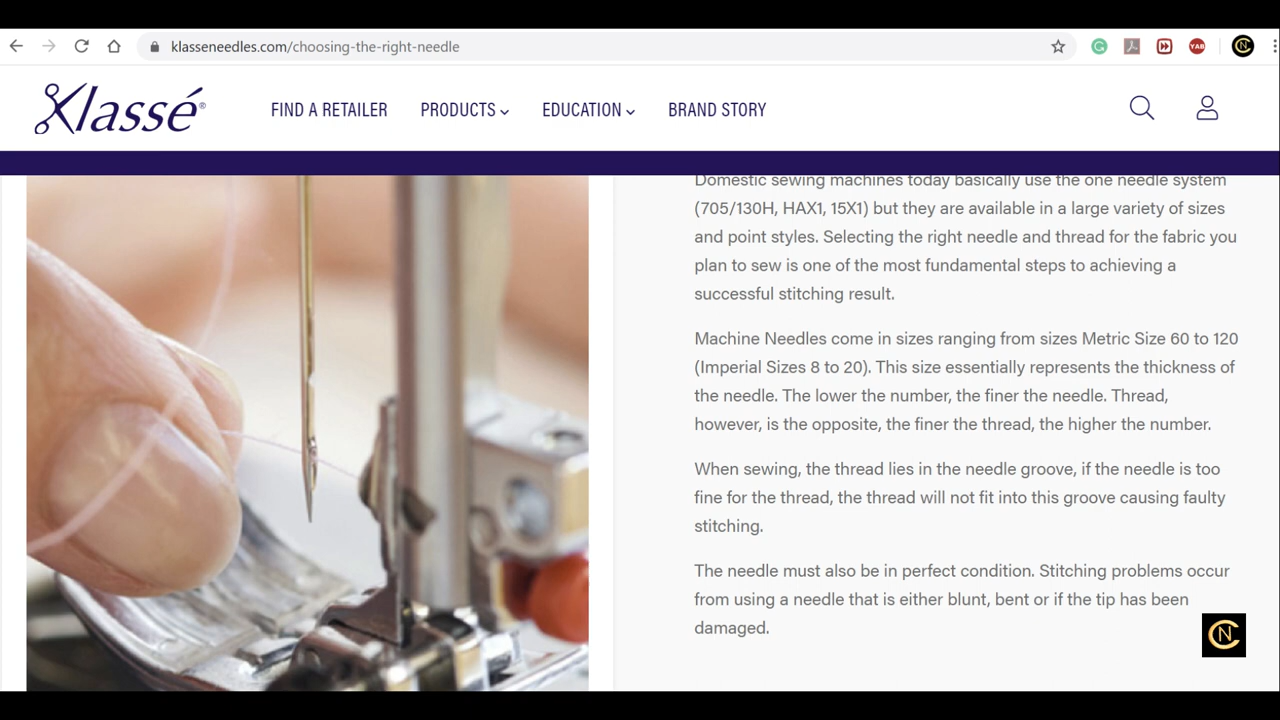 klasseneedles.com/choosing-the-right-needle
YAB
NC
Klassé®
FIND A RETAILER
PRODUCTS
EDUCATION
BRAND STORY
Domestic sewing machines today basically use the one needle system
(705/130H, HAX1, 15X1) but they are available in a large variety of sizes
and point styles. Selecting the right needle and thread for the fabric you
plan to sew is one of the most fundamental steps to achieving a
successful stitching result.
Machine Needles come in sizes ranging from sizes Metric Size 60 to 120
(Imperial Sizes 8 to 20). This size essentially represents the thickness of
the needle. The lower the number, the finer the needle. Thread,
however, is the opposite, the finer the thread, the higher the number.
When sewing, the thread lies in the needle groove, if the needle is too
fine for the thread, the thread will not fit into this groove causing faulty
stitching.
The needle must also be in perfect condition. Stitching problems occur
from using a needle that is either blunt, bent or if the tip has been
damaged.
NC